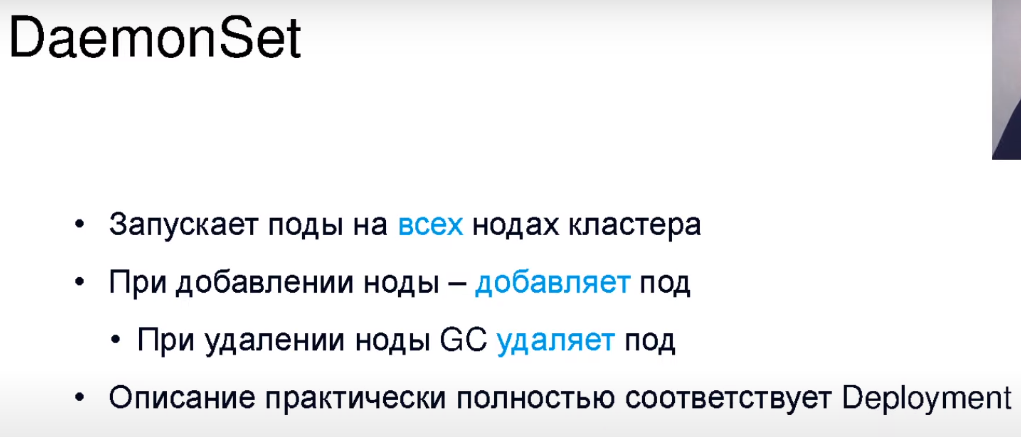 DaemonSet
• Запускает поды на всех нодах кластера
• При добавлении ноды – добавляет под
• При удалении ноды GC удаляет под
• Описание практически полностью соответствует Deployment